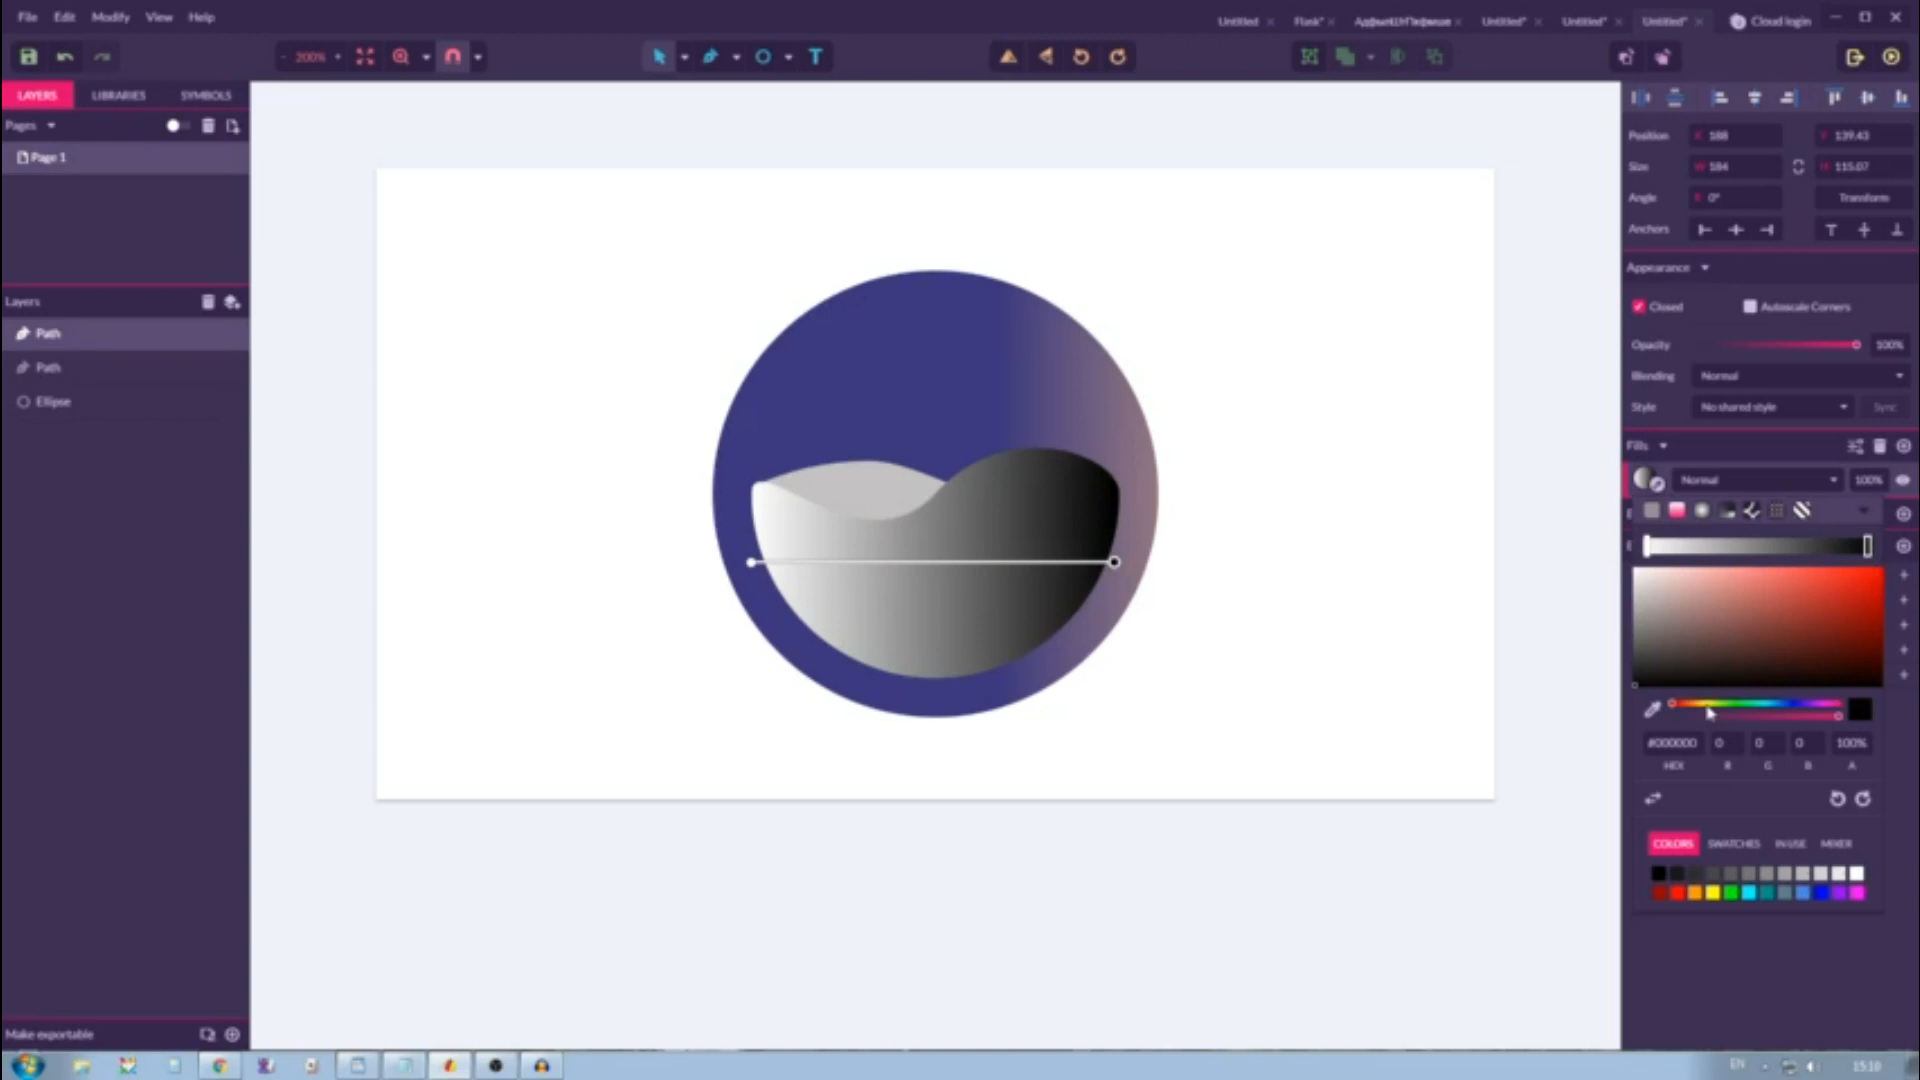 File Edit Modify View Help
Untitled Flask* Untitled* Untitled* Untitled* Cloud login
- 200% +
LAYERS LIBRARIES SYMBOLS
Pages
Page 1
Layers
Path
Path
Ellipse
Make exportable
Position X 188 Y 139.43
Size W 184 H 115.07
Angle R 0° Transform
Anchors
Appearance
Closed Autoscale Corners
Opacity 100%
Blending Normal
Style No shared style Sync
Fills
Normal 100%
#000000 0 0 0 100%
HEX R G B A
COLORS SWATCHES IN USE MIXER
EN 15:10